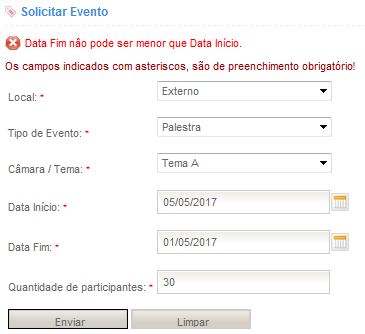 Solicitar Evento
Data Fim não pode ser menor que Data Início.
Os campos indicados com asteriscos, são de preenchimento obrigatório!
Local: * Externo
Tipo de Evento: * Palestra
Câmara / Tema: * Tema A
Data Início: * 05/05/2017
Data Fim: * 01/05/2017
Quantidade de participantes: * 30
Enviar Limpar